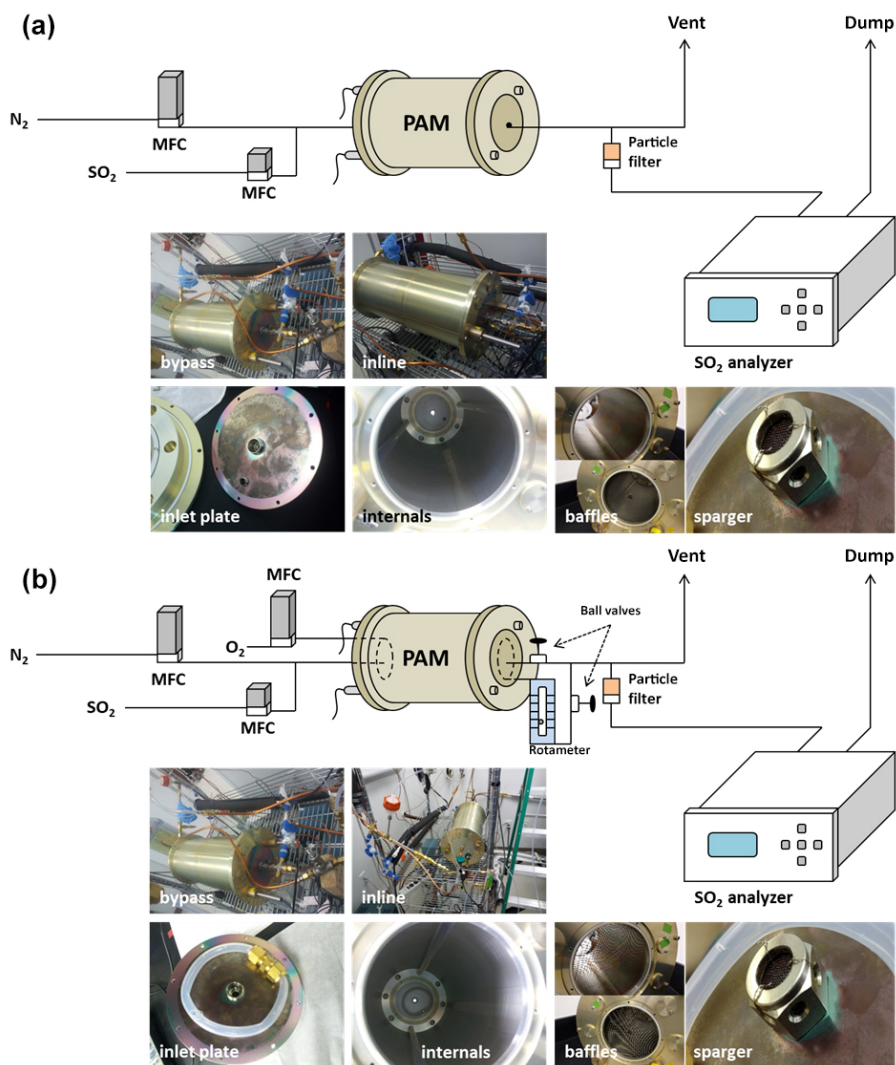 (a)
Vent
Dump
N₂
MFC
PAM
SO₂
MFC
Particle
filter
bypass
inline
SO₂ analyzer
inlet plate
internals
baffles
sparger
(b)
Vent
Dump
MFC
Ball valves
O₂
N₂
MFC
PAM
SO₂
MFC
Particle
filter
Rotameter
bypass
inline
SO₂ analyzer
inlet plate
internals
baffles
sparger